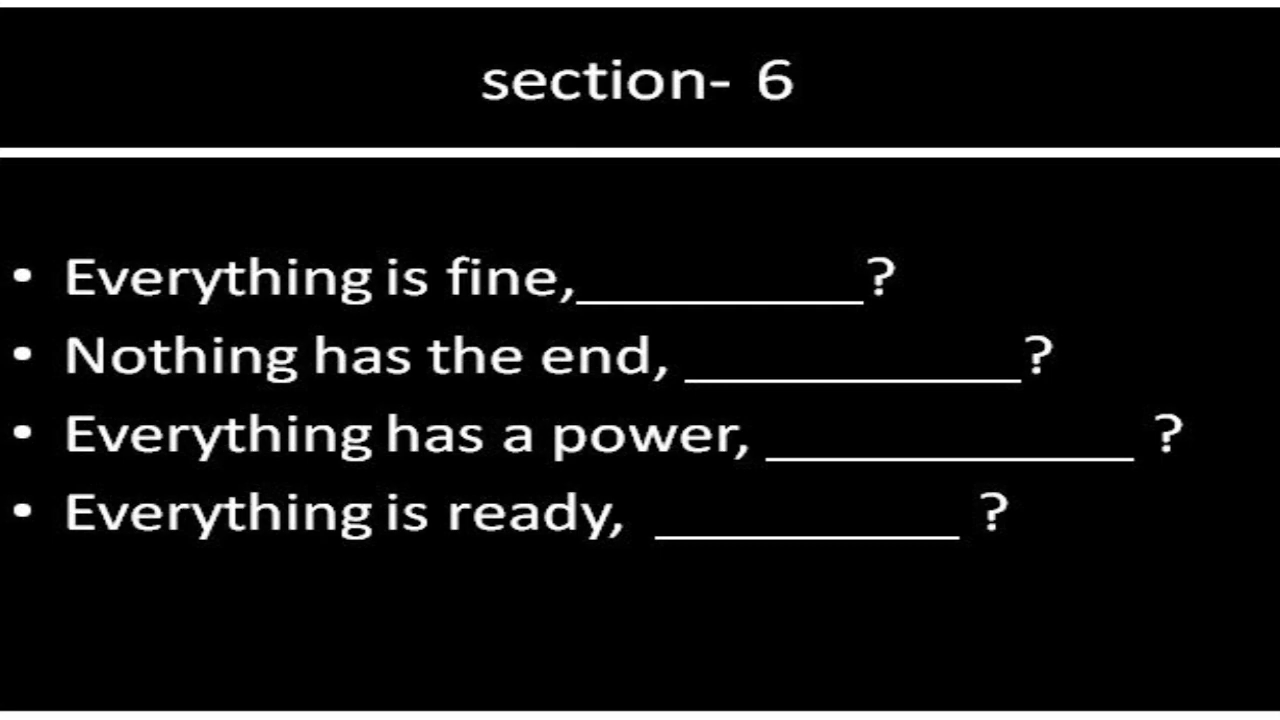 section- 6
• Everything is fine,__________?
• Nothing has the end, ____________?
• Everything has a power, _____________ ?
• Everything is ready, ___________ ?